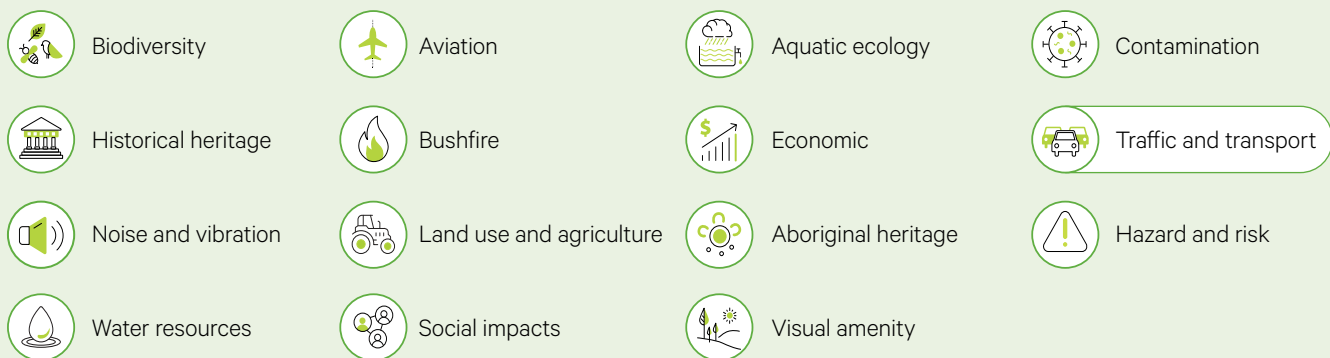 Biodiversity
Aviation
Aquatic ecology
Contamination
Historical heritage
Bushfire
Economic
Traffic and transport
Noise and vibration
Land use and agriculture
Aboriginal heritage
Hazard and risk
Water resources
Social impacts
Visual amenity